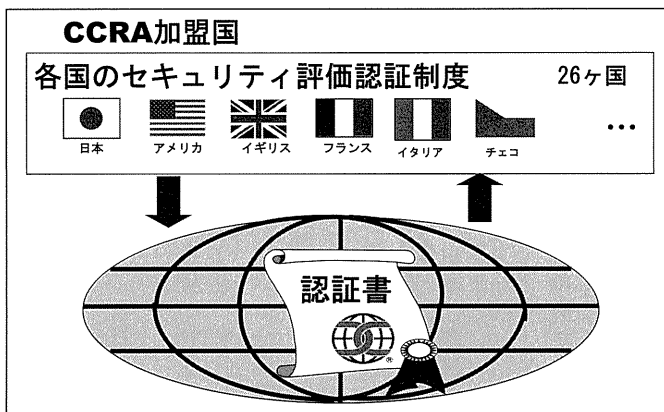 CCRA加盟国
各国のセキュリティ評価認証制度 26ヶ国
日本 アメリカ イギリス フランス イタリア チェコ …
認証書
®